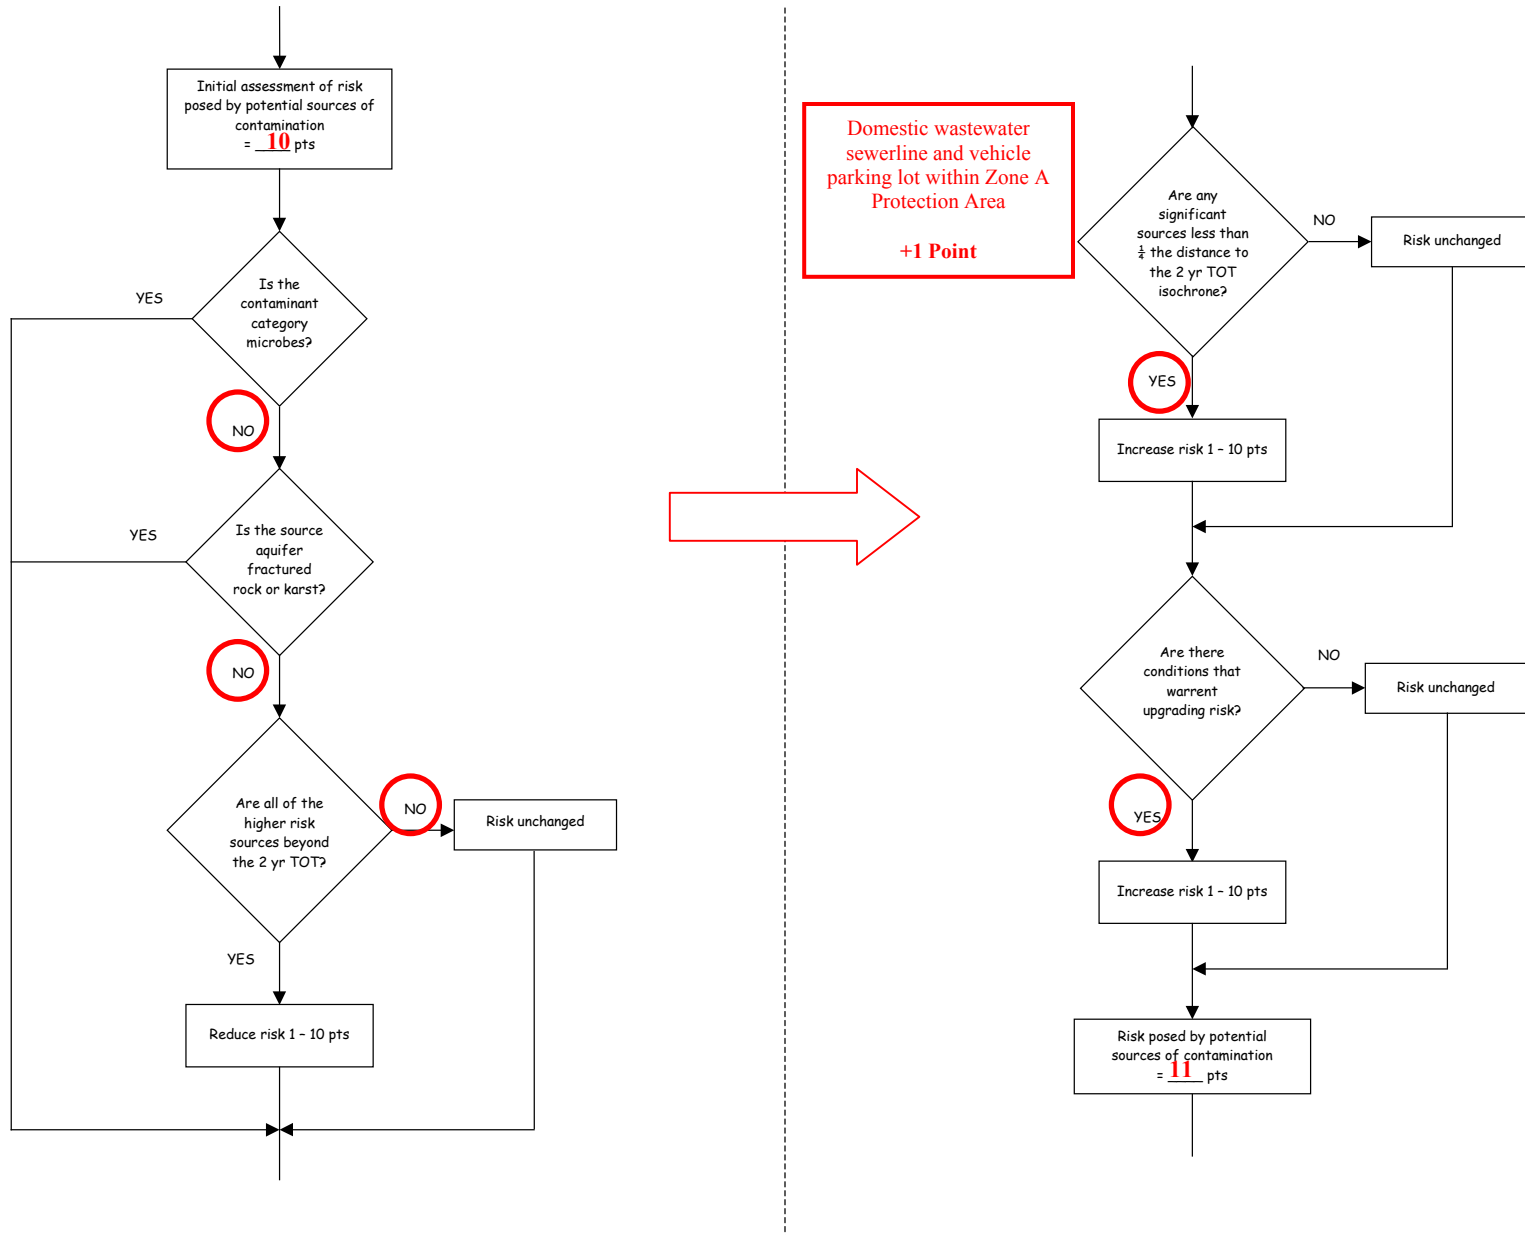 Initial assessment of risk
posed by potential sources of
contamination
= 10 pts
Is the
contaminant
category
microbes?
YES
NO
Is the source
aquifer
fractured
rock or karst?
YES
NO
Are all of the
higher risk
sources beyond
the 2 yr TOT?
NO
Risk unchanged
YES
Reduce risk 1 – 10 pts
Domestic wastewater
sewerline and vehicle
parking lot within Zone A
Protection Area
+1 Point
Are any
significant
sources less than
¼ the distance to
the 2 yr TOT
isochrone?
NO
Risk unchanged
YES
Increase risk 1 – 10 pts
Are there
conditions that
warrent
upgrading risk?
NO
Risk unchanged
YES
Increase risk 1 – 10 pts
Risk posed by potential
sources of contamination
= 11 pts